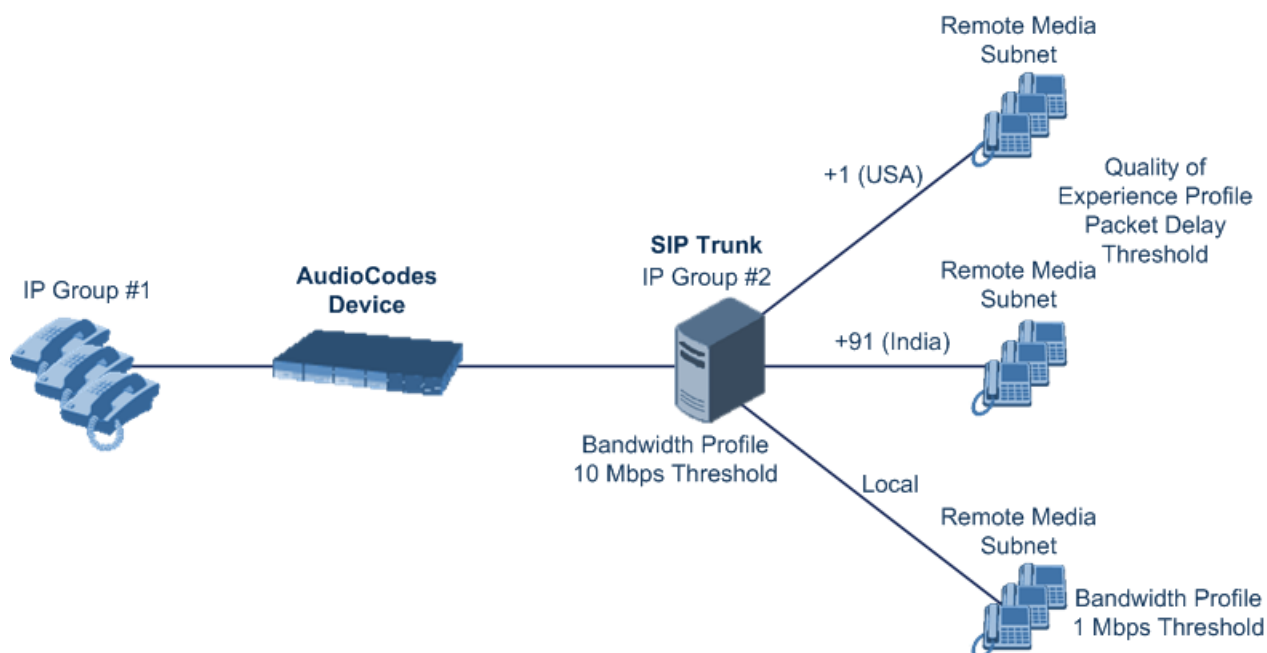 Remote Media
Subnet
+1 (USA)
Quality of
Experience Profile
Packet Delay
Threshold
SIP Trunk
IP Group #2
AudioCodes
Device
IP Group #1
Remote Media
Subnet
+91 (India)
Bandwidth Profile
10 Mbps Threshold
Local
Remote Media
Subnet
Bandwidth Profile
1 Mbps Threshold